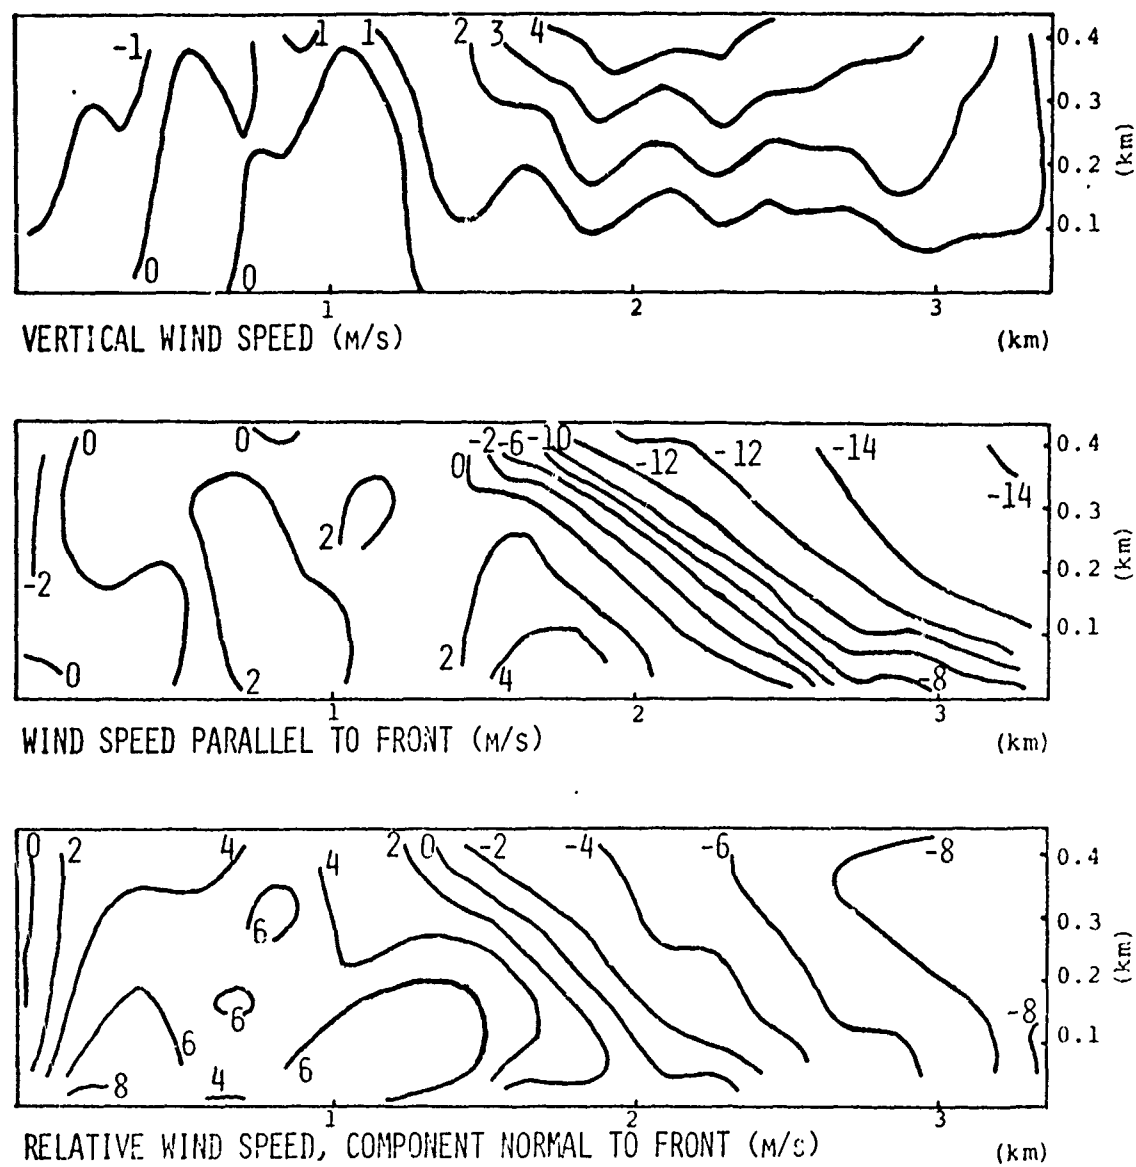 -1 1 1 2 3 4 0.4
0.3
0.2
0.1
(km)
0 0
1 2 3
VERTICAL WIND SPEED (M/S) (km)
0 0 0 -2 -6 -10 -12 -12 -14 0.4
-14
2 0.3
-2 0.2
(km)
0.1
0 2 2 4 -8
1 2 3
WIND SPEED PARALLEL TO FRONT (M/S) (km)
0 2 4 4 2 0 -2 -4 -6 -8 0.4
6 0.3
0.2
(km)
6 6 -8 0.1
8 4 6
1 2 3
RELATIVE WIND SPEED, COMPONENT NORMAL TO FRONT (M/S) (km)